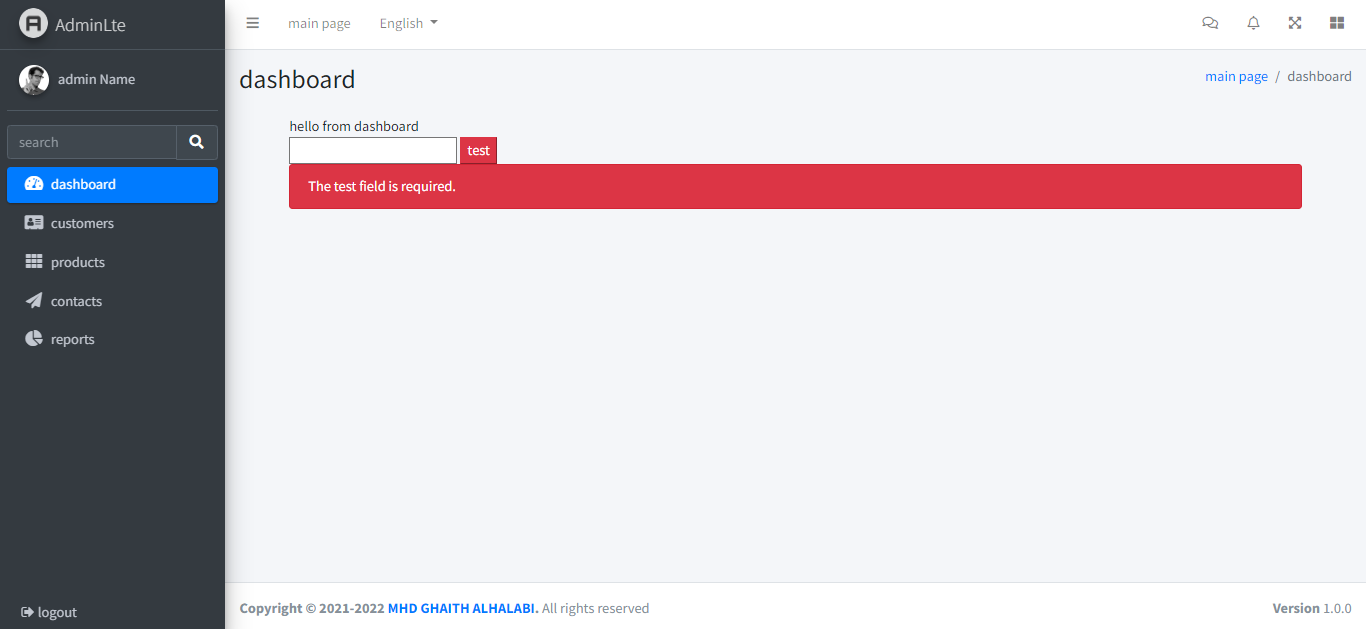 AdminLte
main page
English
admin Name
dashboard
main page / dashboard
search
dashboard
customers
products
contacts
reports
hello from dashboard
test
The test field is required.
logout
Copyright © 2021-2022 MHD GHAITH ALHALABI. All rights reserved
Version 1.0.0